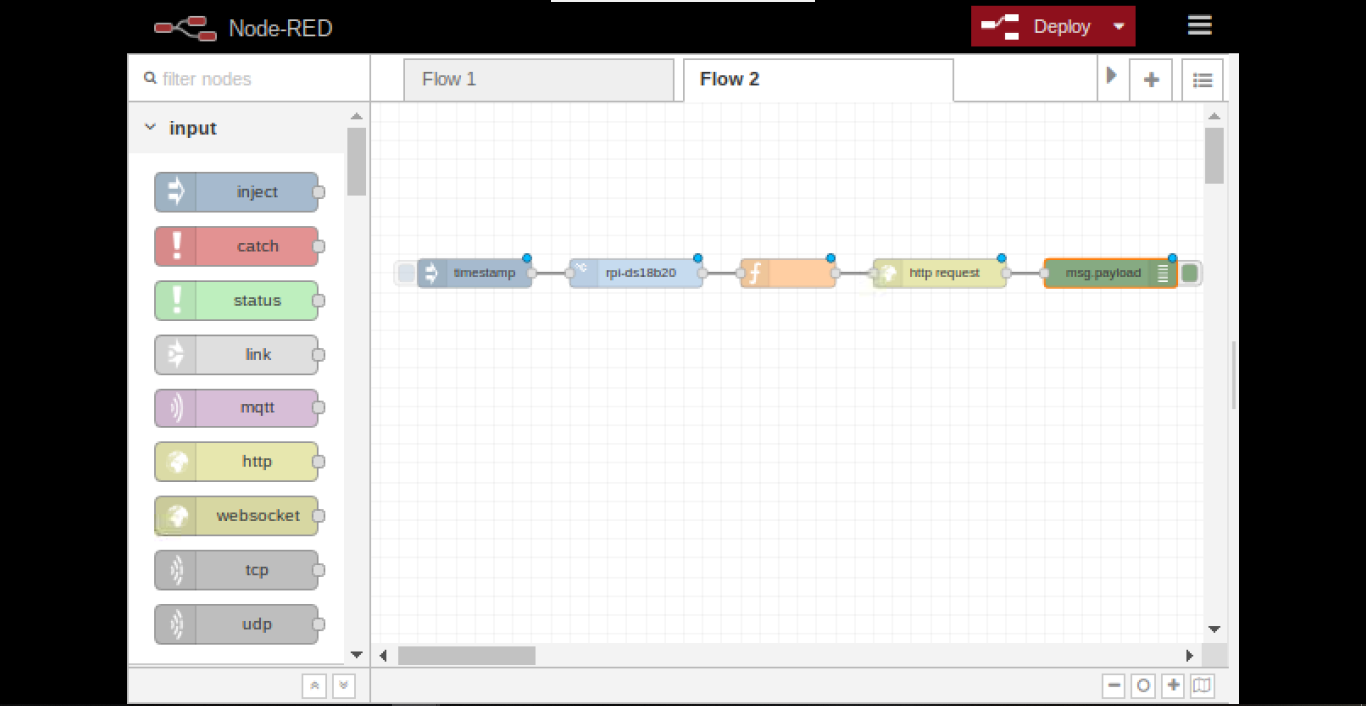 Node-RED
Deploy
filter nodes
Flow 1
Flow 2
input
inject
catch
status
link
mqtt
http
websocket
tcp
udp
timestamp
rpi-ds18b20
f
http request
msg.payload